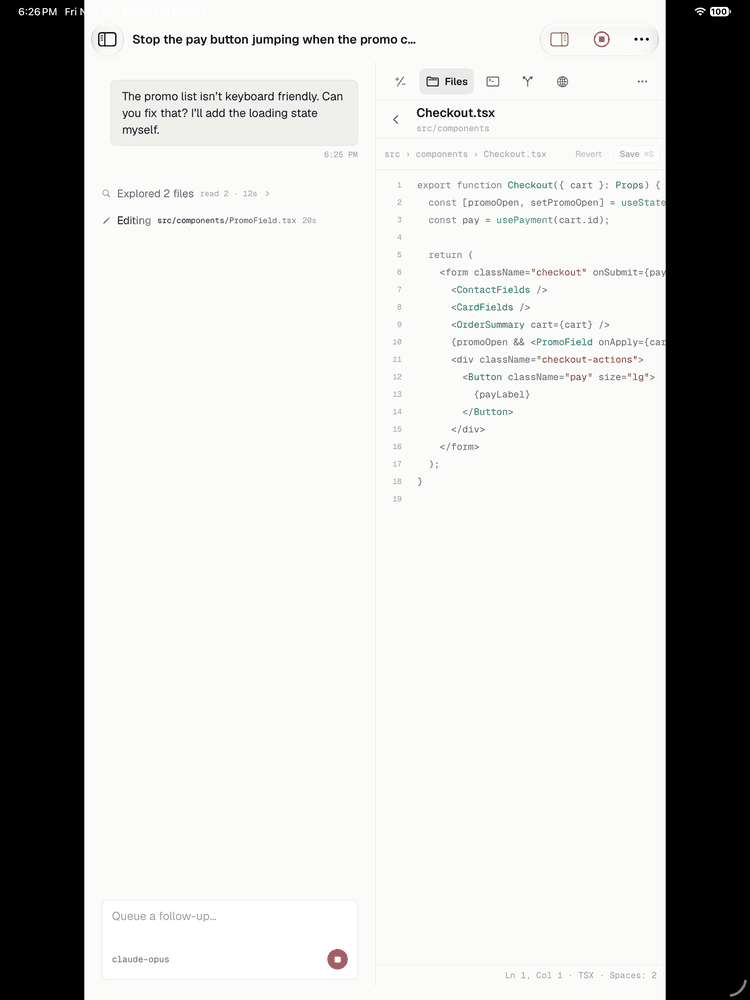 6:26 PM Fri
100
Stop the pay button jumping when the promo c...
The promo list isn't keyboard friendly. Can
you fix that? I'll add the loading state
myself.
6:25 PM
Explored 2 files read 2 · 12s ›
Editing src/components/PromoField.tsx 20s
Queue a follow-up...
claude-opus
Files
Checkout.tsx
src/components
src › components › Checkout.tsx Revert Save ⌘S
1 export function Checkout({ cart }: Props) {
2 const [promoOpen, setPromoOpen] = useState
3 const pay = usePayment(cart.id);
4
5 return (
6 <form className="checkout" onSubmit={pay
7 <ContactFields />
8 <CardFields />
9 <OrderSummary cart={cart} />
10 {promoOpen && <PromoField onApply={car
11 <div className="checkout-actions">
12 <Button className="pay" size="lg">
13 {payLabel}
14 </Button>
15 </div>
16 </form>
17 );
18 }
19
Ln 1, Col 1 · TSX · Spaces: 2